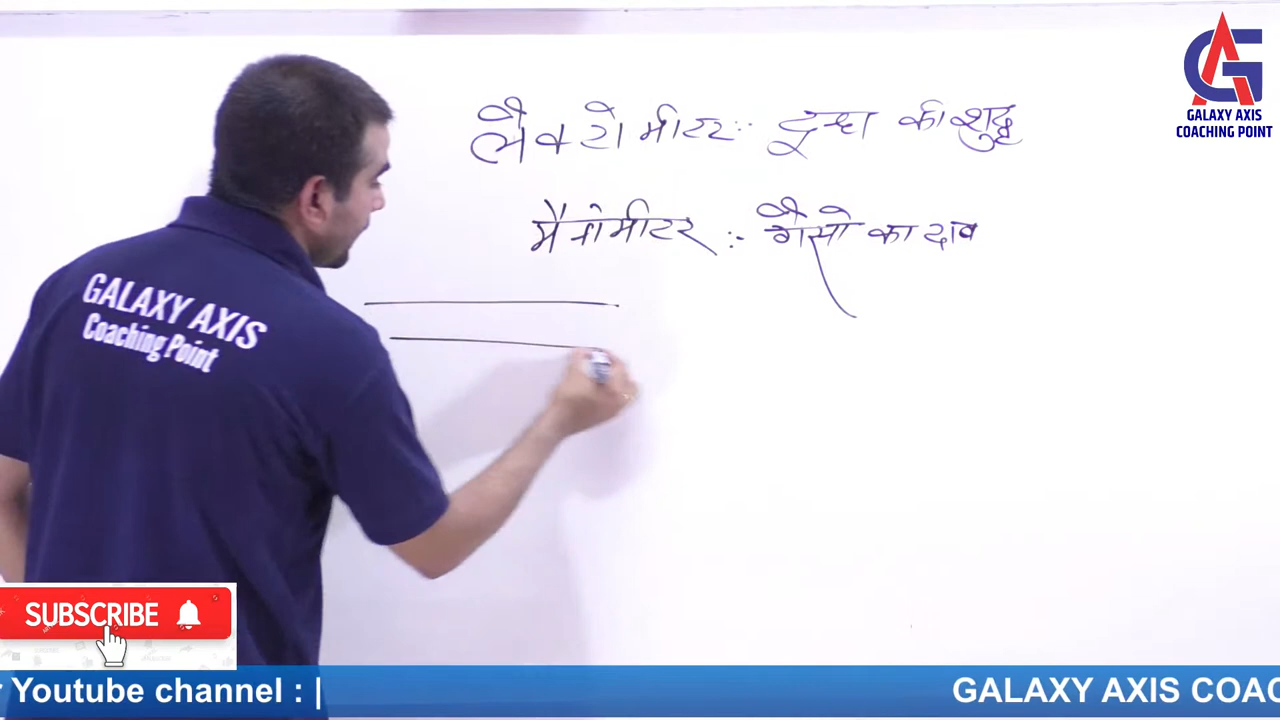 लैक्टोमीटर :- दूध की शुद्ध
मैनोमीटर :- गैसो का दाब
GALAXY AXIS
COACHING POINT
GALAXY AXIS
Coaching Point
SUBSCRIBE
r Youtube channel : |
GALAXY AXIS COAC